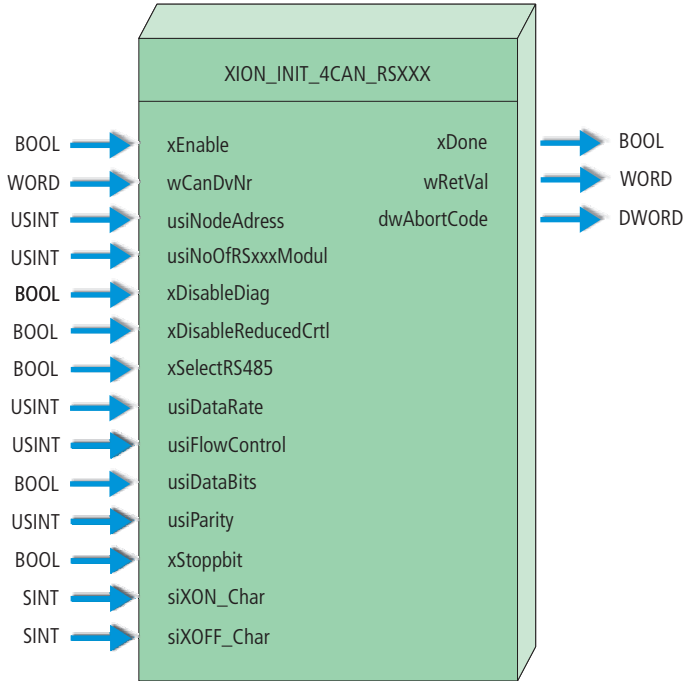 XION_INIT_4CAN_RSXXX
BOOL xEnable xDone BOOL
WORD wCanDvNr wRetVal WORD
USINT usiNodeAdress dwAbortCode DWORD
USINT usiNoOfRSxxxModul
BOOL xDisableDiag
BOOL xDisableReducedCrtl
BOOL xSelectRS485
USINT usiDataRate
USINT usiFlowControl
BOOL usiDataBits
USINT usiParity
BOOL xStoppbit
SINT siXON_Char
SINT siXOFF_Char